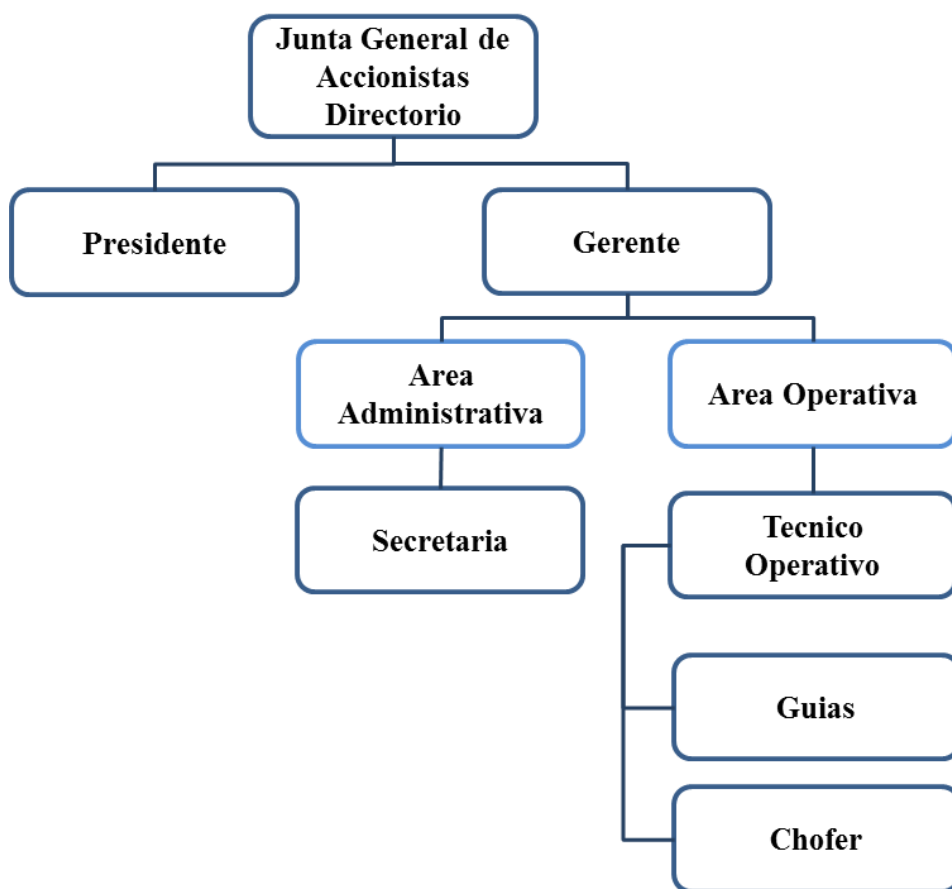 Junta General de
Accionistas
Directorio
Presidente
Gerente
Area
Administrativa
Area Operativa
Secretaria
Tecnico
Operativo
Guias
Chofer